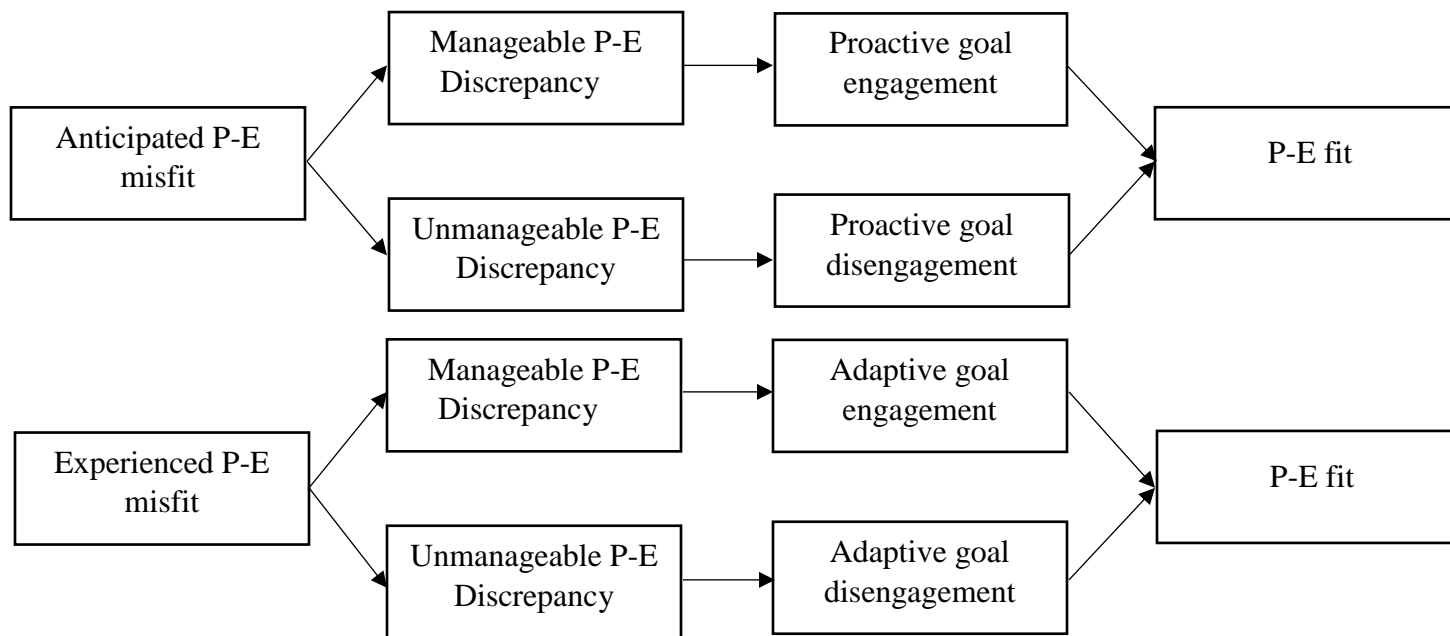 Manageable P-E
Discrepancy
Proactive goal
engagement
Anticipated P-E
misfit
P-E fit
Unmanageable P-E
Discrepancy
Proactive goal
disengagement
Manageable P-E
Discrepancy
Adaptive goal
engagement
Experienced P-E
misfit
P-E fit
Unmanageable P-E
Discrepancy
Adaptive goal
disengagement